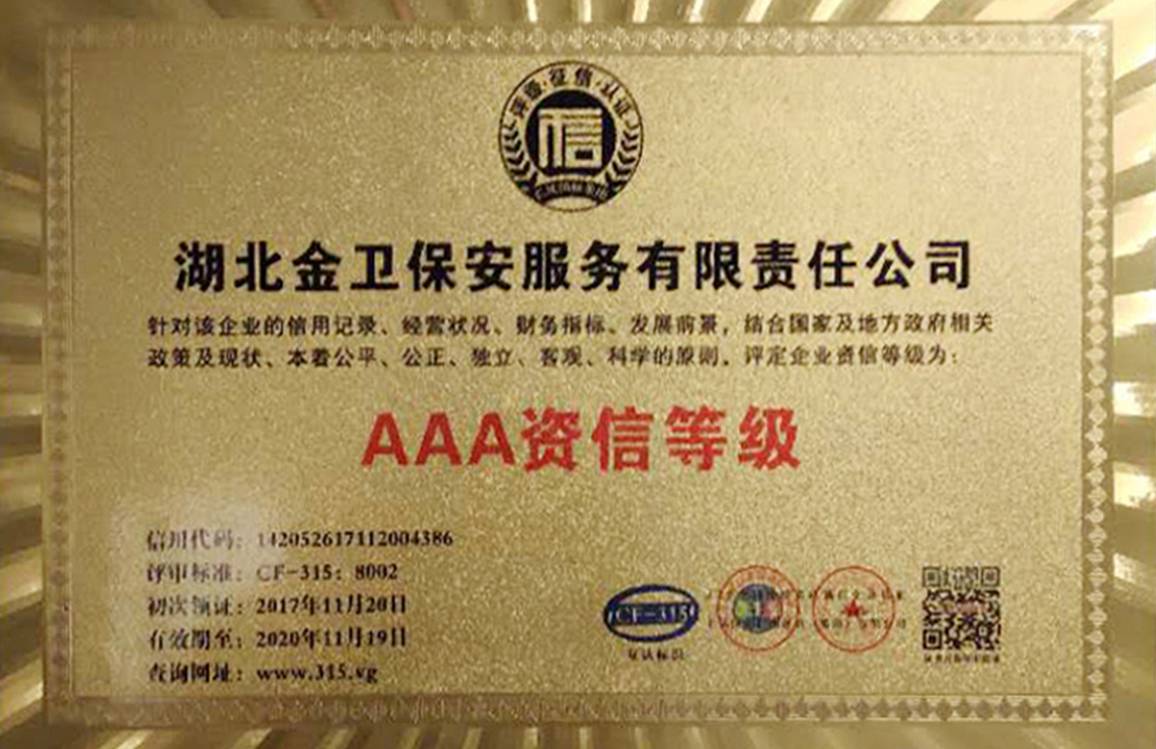 评级·征信·认证
信
湖北金卫保安服务有限责任公司
针对该企业的信用记录、经营状况、财务指标、发展前景，结合国家及地方政府相关
政策及现状、本着公平、公正、独立、客观、科学的原则。评定企业资信等级为：
AAA资信等级
信用代码：142052617112004386
评审标准：CF-315：8002
初次领证：2017年11月20日
有效期至：2020年11月19日
查询网址：www.315.vg
CF-315
互认标识